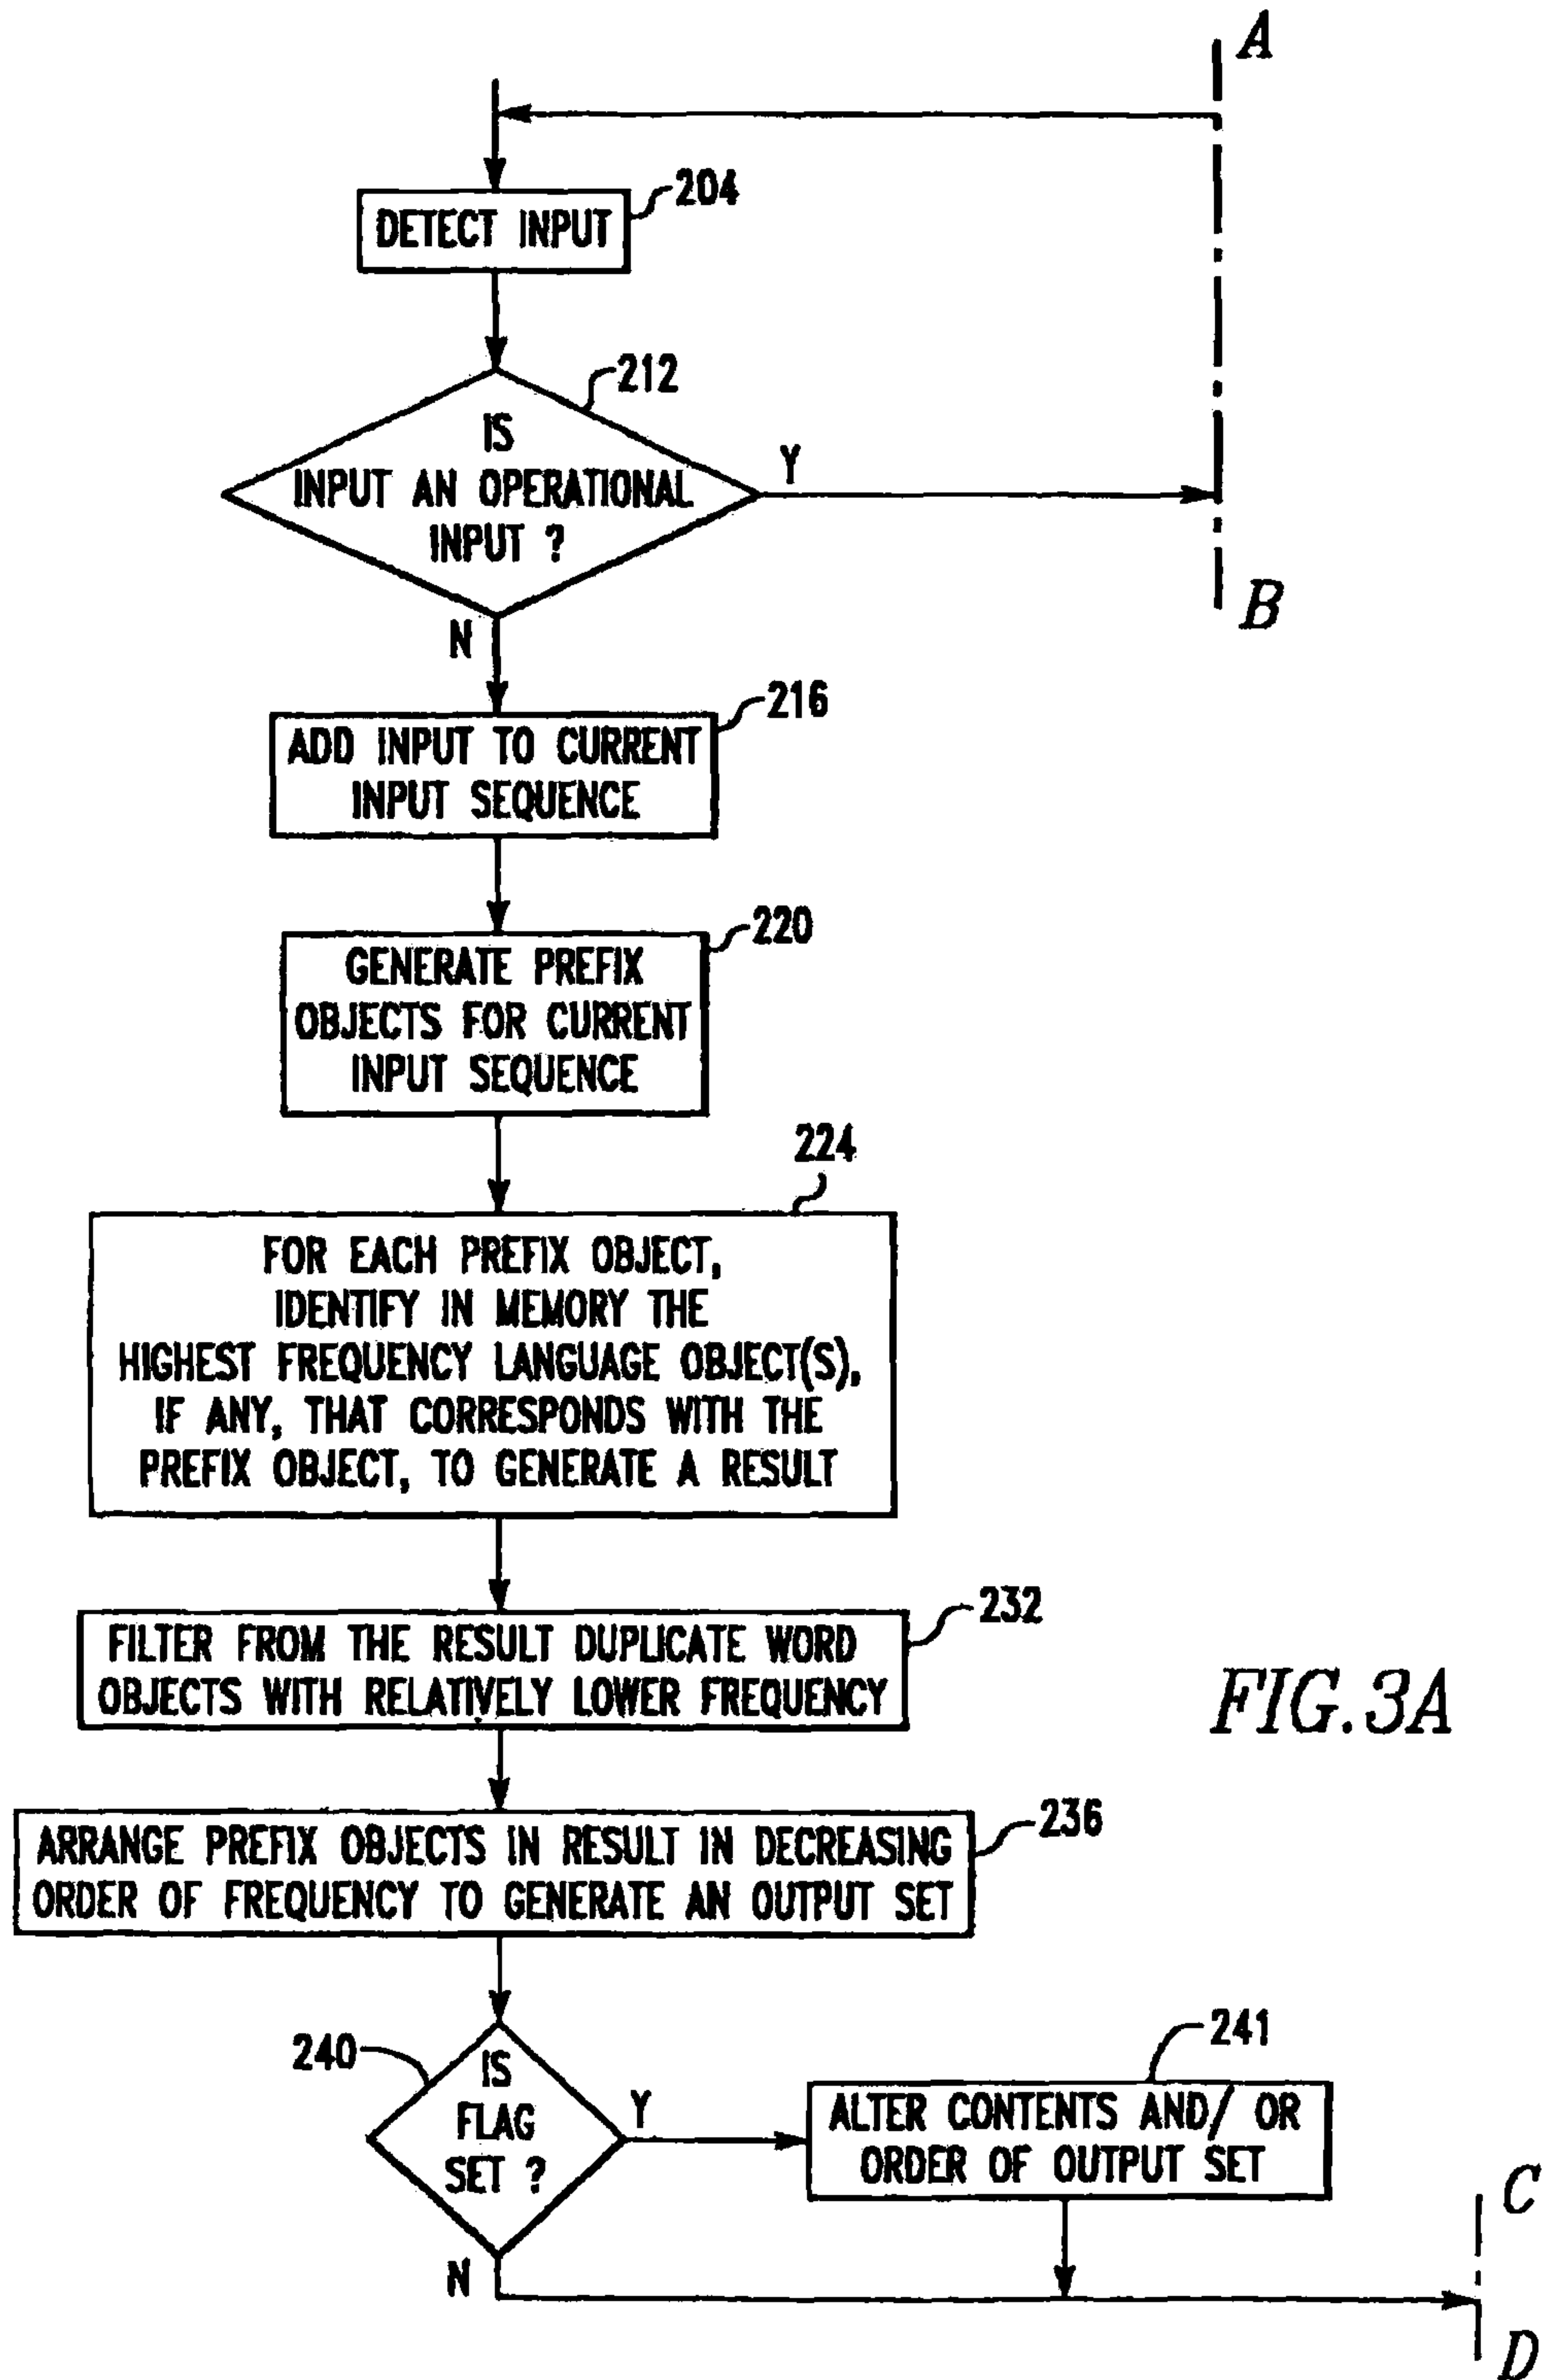 A
204
DETECT INPUT
212
IS
INPUT AN OPERATIONAL
INPUT ?
Y
B
N
216
ADD INPUT TO CURRENT
INPUT SEQUENCE
220
GENERATE PREFIX
OBJECTS FOR CURRENT
INPUT SEQUENCE
224
FOR EACH PREFIX OBJECT,
IDENTIFY IN MEMORY THE
HIGHEST FREQUENCY LANGUAGE OBJECT(S),
IF ANY, THAT CORRESPONDS WITH THE
PREFIX OBJECT, TO GENERATE A RESULT
232
FILTER FROM THE RESULT DUPLICATE WORD
OBJECTS WITH RELATIVELY LOWER FREQUENCY
FIG. 3A
236
ARRANGE PREFIX OBJECTS IN RESULT IN DECREASING
ORDER OF FREQUENCY TO GENERATE AN OUTPUT SET
240
IS
FLAG
SET ?
Y
241
ALTER CONTENTS AND/ OR
ORDER OF OUTPUT SET
C
N
D